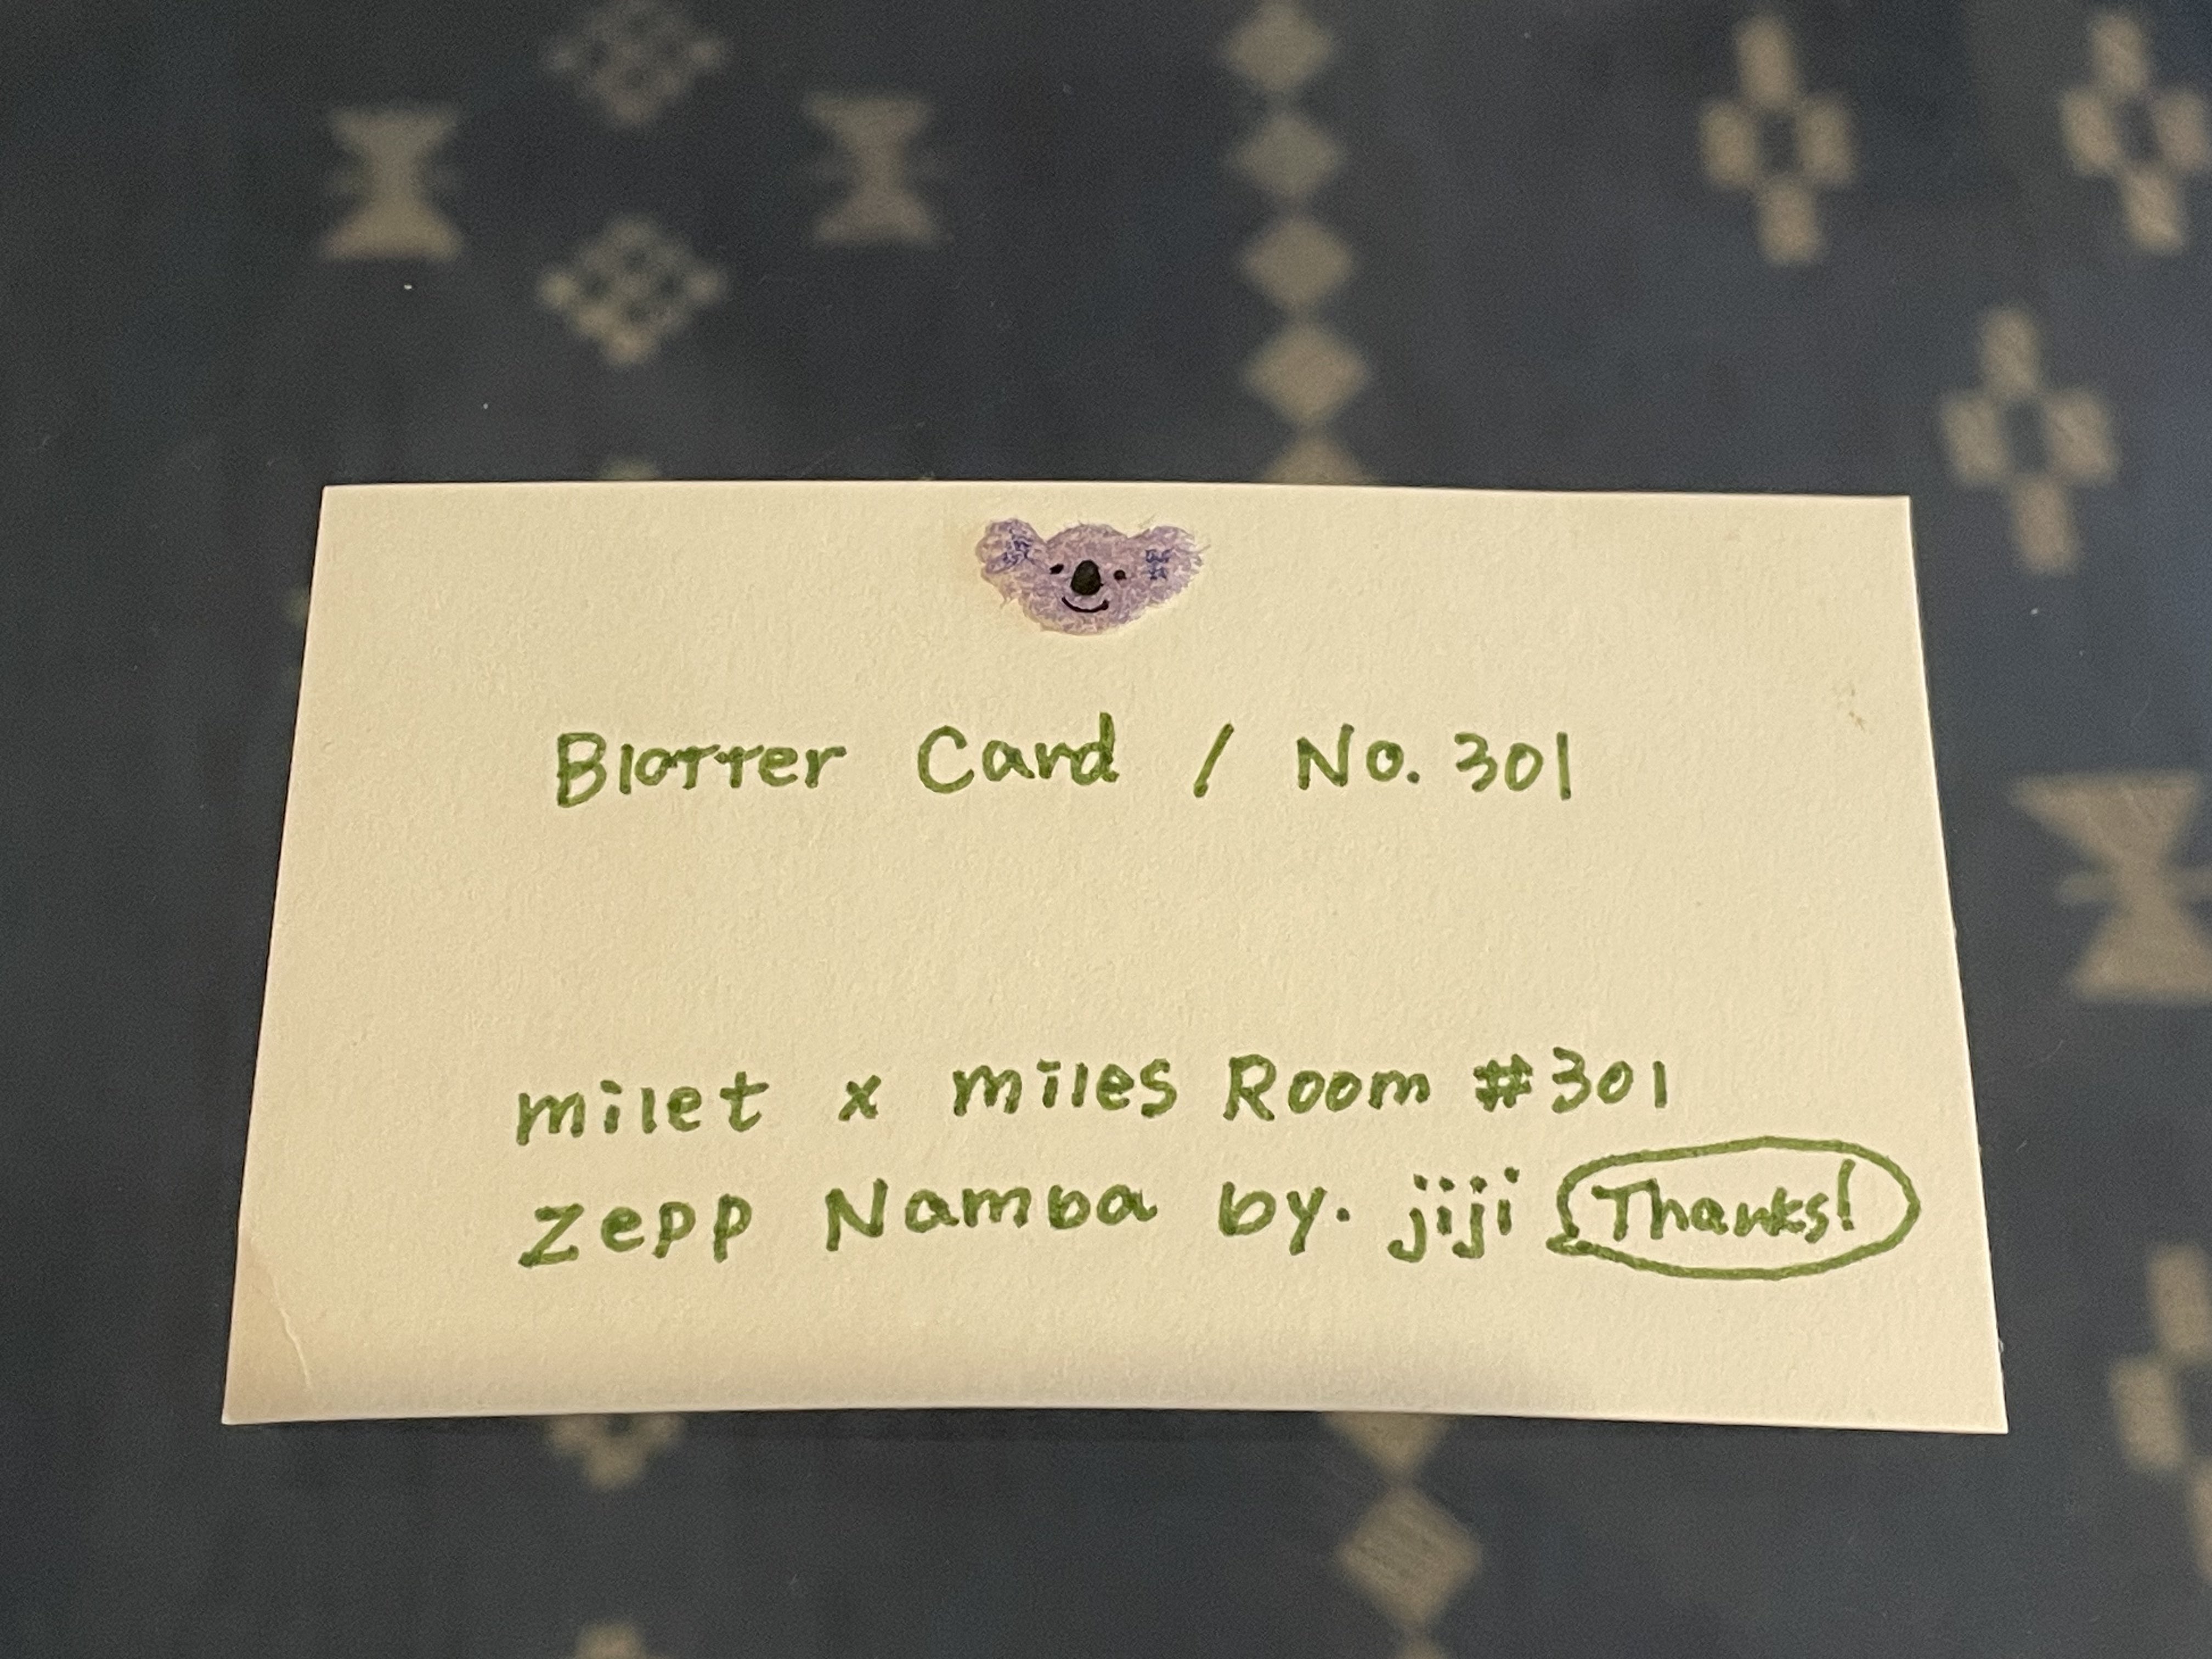 Blotter Card / No. 301
milet x miles Room #301
Zepp Namba by. jiji Thanks!